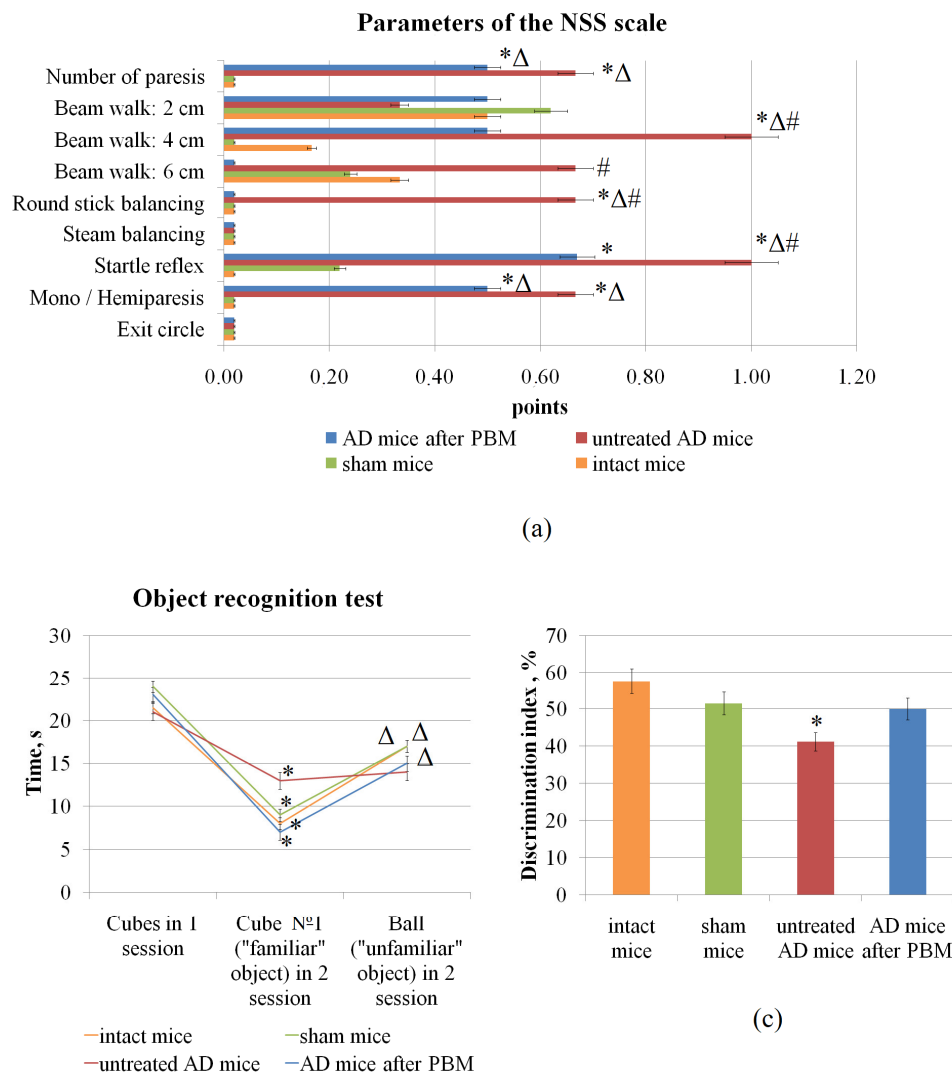 Parameters of the NSS scale
Number of paresis
*Δ
*Δ
Beam walk: 2 cm
Beam walk: 4 cm
*Δ#
Beam walk: 6 cm
#
Round stick balancing
*Δ#
Steam balancing
Startle reflex
*
*Δ#
Mono / Hemiparesis
*Δ
*Δ
Exit circle
0.00 0.20 0.40 0.60 0.80 1.00 1.20
points
AD mice after PBM untreated AD mice
sham mice intact mice
(a)
Object recognition test
Time, s
30
25
20
15
10
5
0
Δ Δ
Δ
*
*
*
*
Cubes in 1
session
Cube №1
("familiar"
object) in 2
session
Ball
("unfamiliar"
object) in 2
session
intact mice sham mice
untreated AD mice AD mice after PBM
Discrimination index, %
70
60
50
40
30
20
10
0
*
intact
mice
sham
mice
untreated
AD mice
AD mice
after PBM
(c)